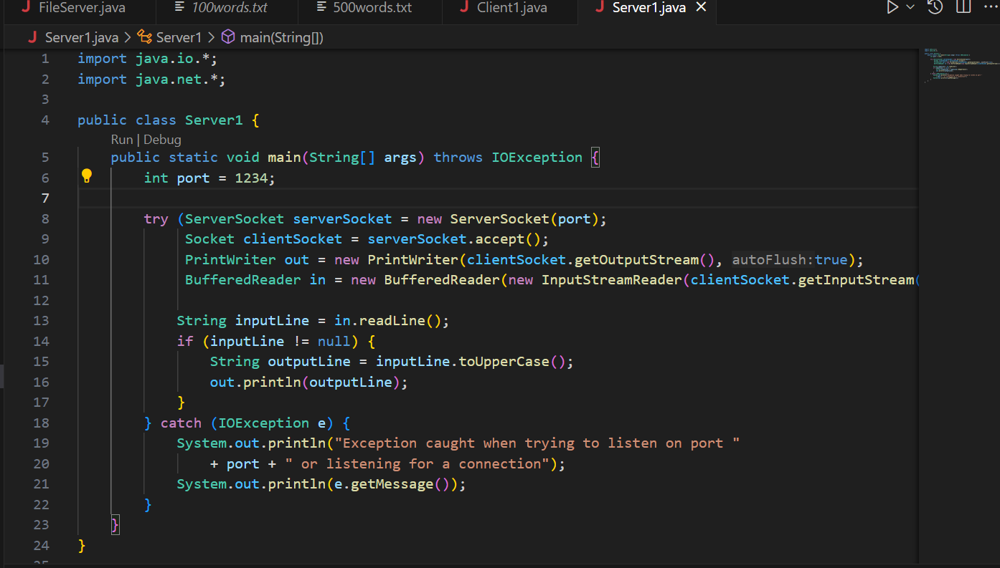 FileServer.java 100words.txt 500words.txt Client1.java Server1.java
Server1.java > Server1 > main(String[])
1 import java.io.*;
2 import java.net.*;
3
4 public class Server1 {
Run | Debug
5 public static void main(String[] args) throws IOException {
6 int port = 1234;
7
8 try (ServerSocket serverSocket = new ServerSocket(port);
9 Socket clientSocket = serverSocket.accept();
10 PrintWriter out = new PrintWriter(clientSocket.getOutputStream(), autoFlush:true);
11 BufferedReader in = new BufferedReader(new InputStreamReader(clientSocket.getInputStream(
12
13 String inputLine = in.readLine();
14 if (inputLine != null) {
15 String outputLine = inputLine.toUpperCase();
16 out.println(outputLine);
17 }
18 } catch (IOException e) {
19 System.out.println("Exception caught when trying to listen on port "
20 + port + " or listening for a connection");
21 System.out.println(e.getMessage());
22 }
23 }
24 }